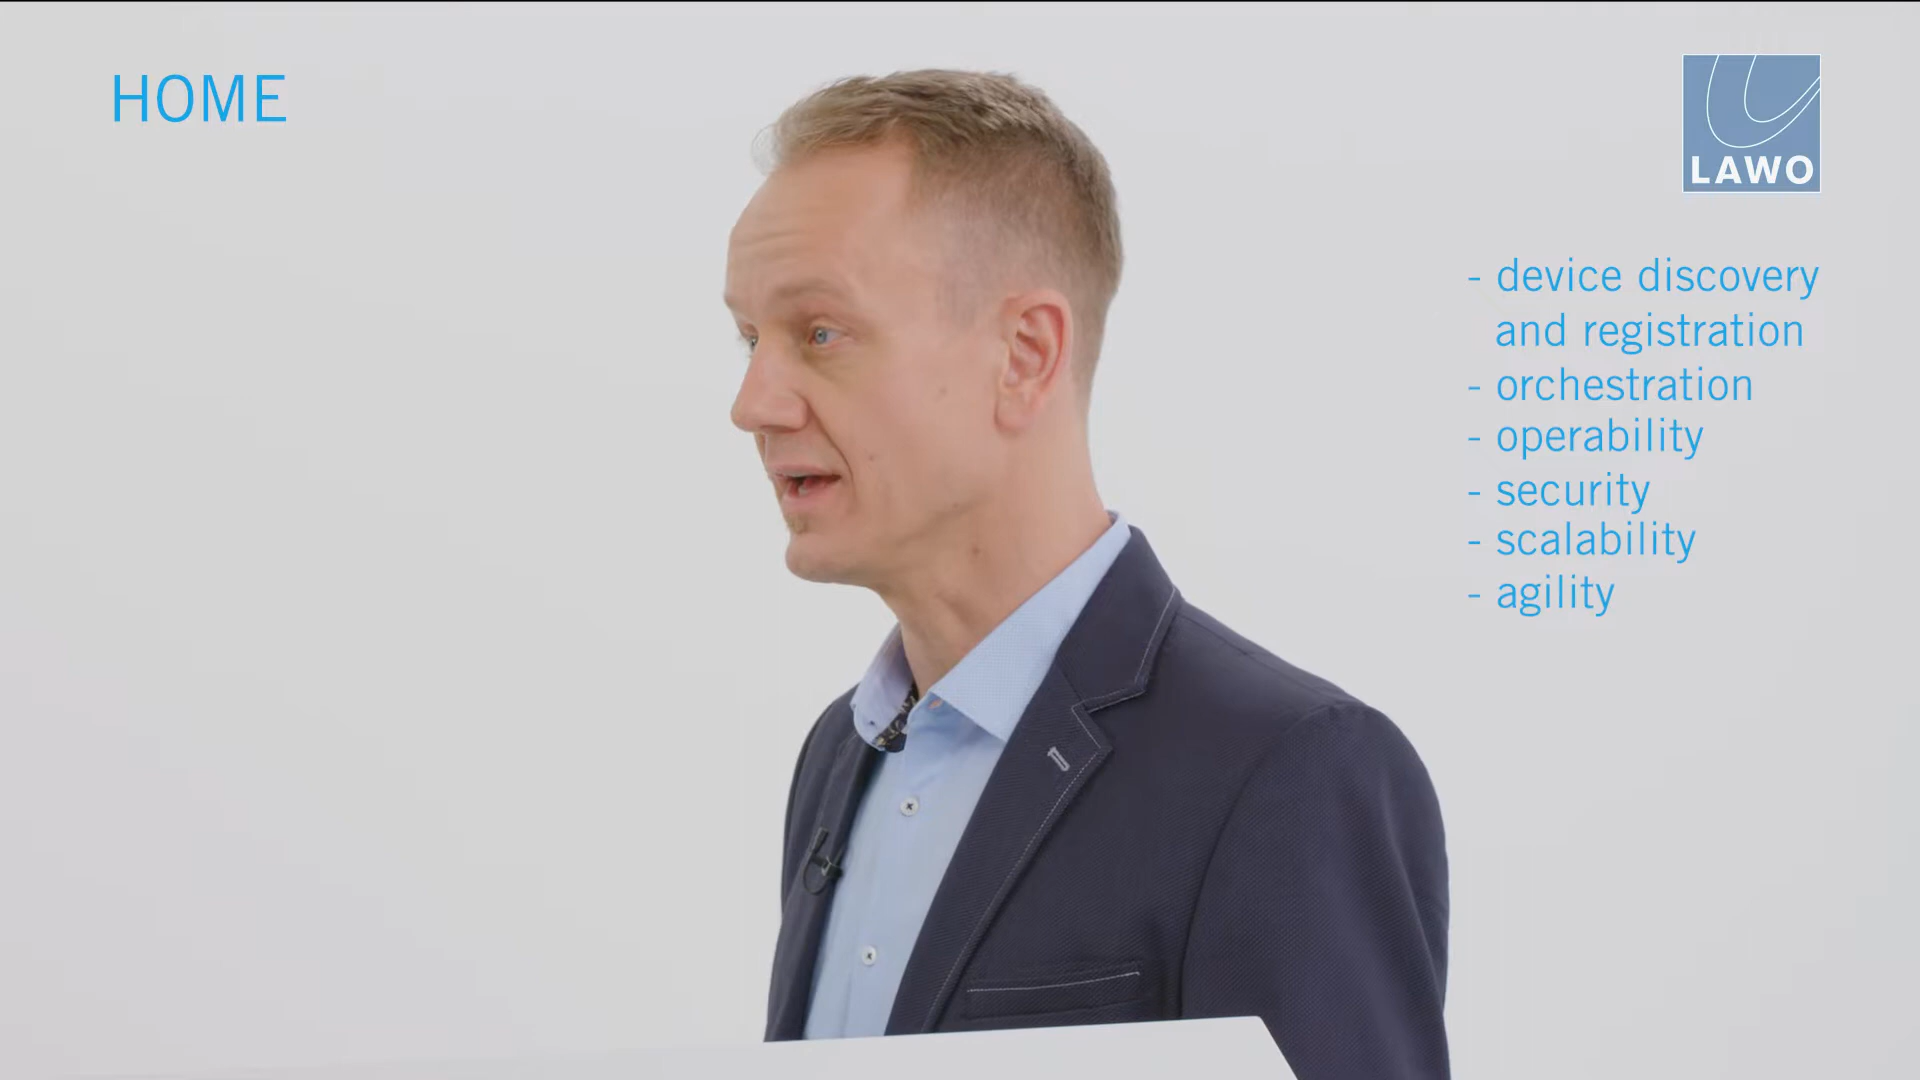 HOME
LAWO
- device discovery
and registration
- orchestration
- operability
- security
- scalability
- agility